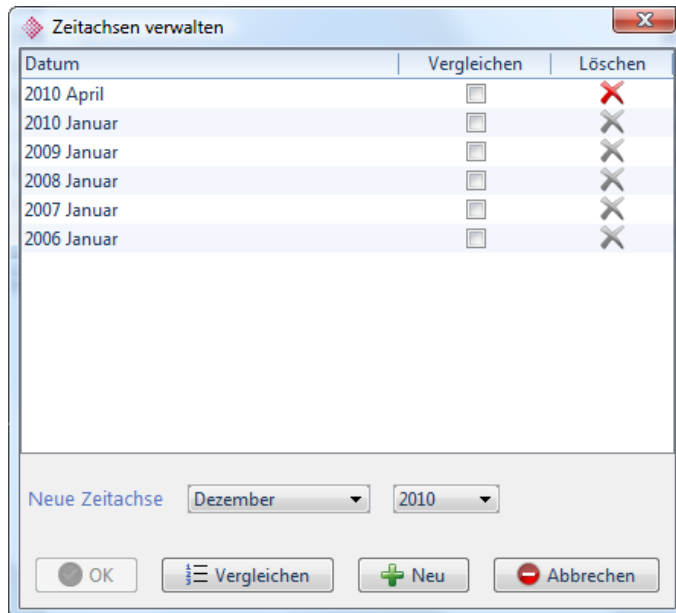 Zeitachsen verwalten
Datum Vergleichen Löschen
2010 April
2010 Januar
2009 Januar
2008 Januar
2007 Januar
2006 Januar
Neue Zeitachse Dezember 2010
OK Vergleichen Neu Abbrechen